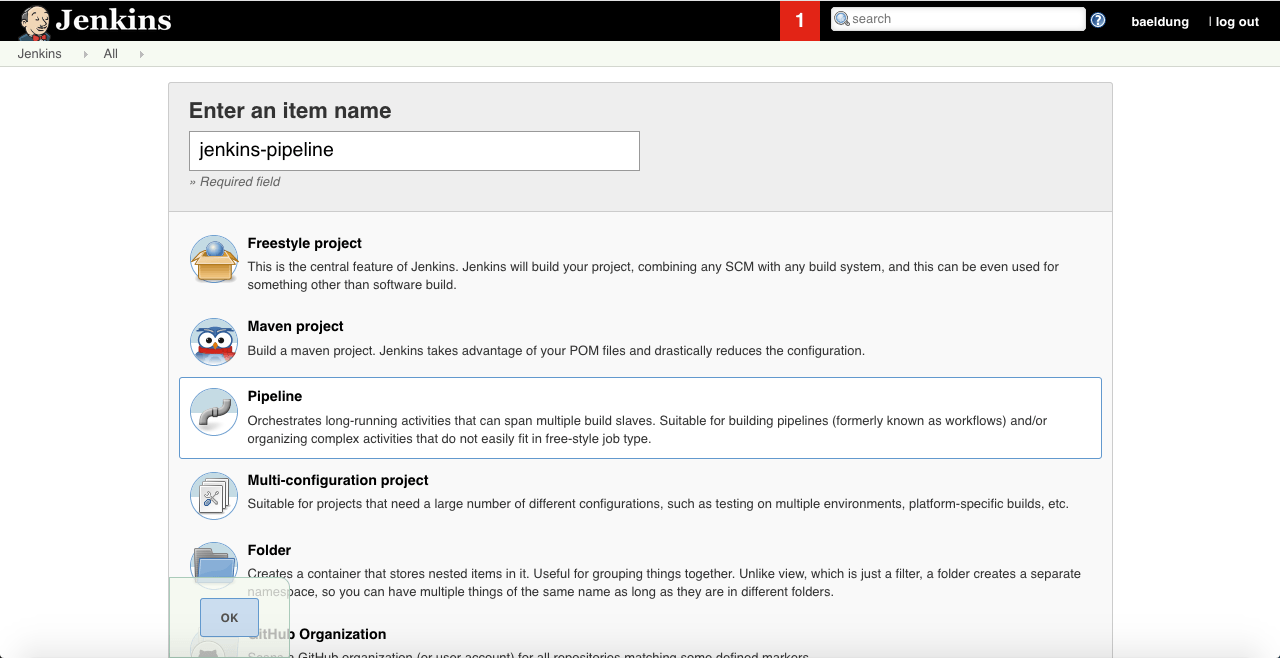 Jenkins
1
search
?
baeldung
| log out
Jenkins
All
Enter an item name
jenkins-pipeline
» Required field
Freestyle project
This is the central feature of Jenkins. Jenkins will build your project, combining any SCM with any build system, and this can be even used for
something other than software build.
Maven project
Build a maven project. Jenkins takes advantage of your POM files and drastically reduces the configuration.
Pipeline
Orchestrates long-running activities that can span multiple build slaves. Suitable for building pipelines (formerly known as workflows) and/or
organizing complex activities that do not easily fit in free-style job type.
Multi-configuration project
Suitable for projects that need a large number of different configurations, such as testing on multiple environments, platform-specific builds, etc.
Folder
Creates a container that stores nested items in it. Useful for grouping things together. Unlike view, which is just a filter, a folder creates a separate
namespace, so you can have multiple things of the same name as long as they are in different folders.
OK
GitHub Organization
Scans a GitHub organization (or user account) for all repositories matching some defined markers.